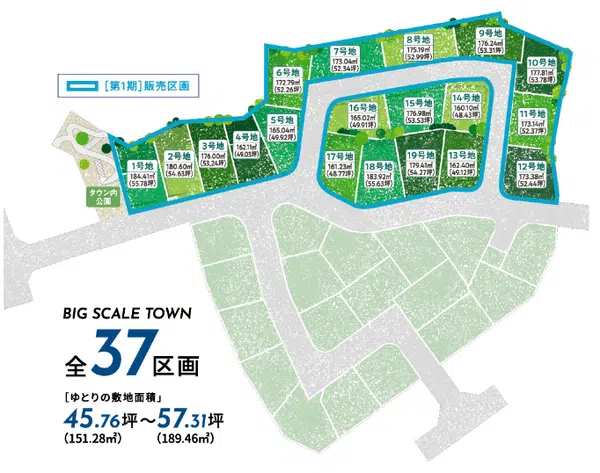 [第1期]販売区画
1号地
184.41㎡
(55.78坪)
2号地
180.60㎡
(54.63坪)
3号地
176.00㎡
(53.24坪)
4号地
162.11㎡
(49.03坪)
5号地
165.04㎡
(49.92坪)
6号地
172.79㎡
(52.26坪)
7号地
173.04㎡
(52.34坪)
8号地
175.19㎡
(52.99坪)
9号地
176.24㎡
(53.31坪)
10号地
177.81㎡
(53.78坪)
11号地
173.14㎡
(52.37坪)
12号地
173.38㎡
(52.44坪)
16号地
165.02㎡
(49.91坪)
15号地
176.98㎡
(53.53坪)
14号地
160.10㎡
(48.43坪)
17号地
161.23㎡
(48.77坪)
18号地
183.92㎡
(55.63坪)
19号地
179.41㎡
(54.27坪)
13号地
162.40㎡
(49.12坪)
タウン内
公園
BIG SCALE TOWN
全37区画
[ゆとりの敷地面積」
45.76坪〜57.31坪
(151.28㎡) (189.46㎡)